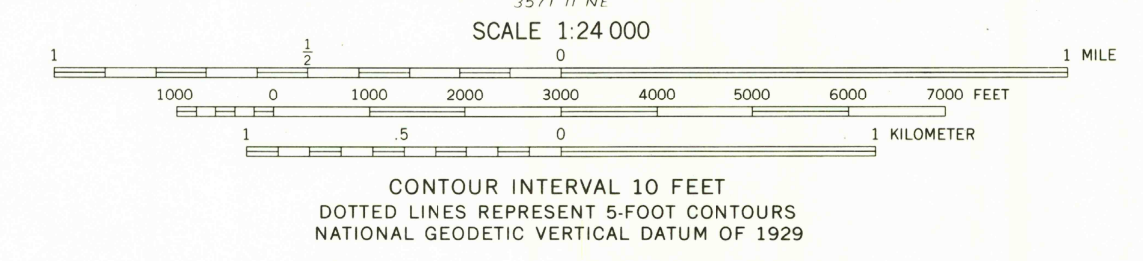 SCALE 1:24 000
1 1/2 0 1 MILE
1000 0 1000 2000 3000 4000 5000 6000 7000 FEET
1 .5 0 1 KILOMETER
CONTOUR INTERVAL 10 FEET
DOTTED LINES REPRESENT 5-FOOT CONTOURS
NATIONAL GEODETIC VERTICAL DATUM OF 1929